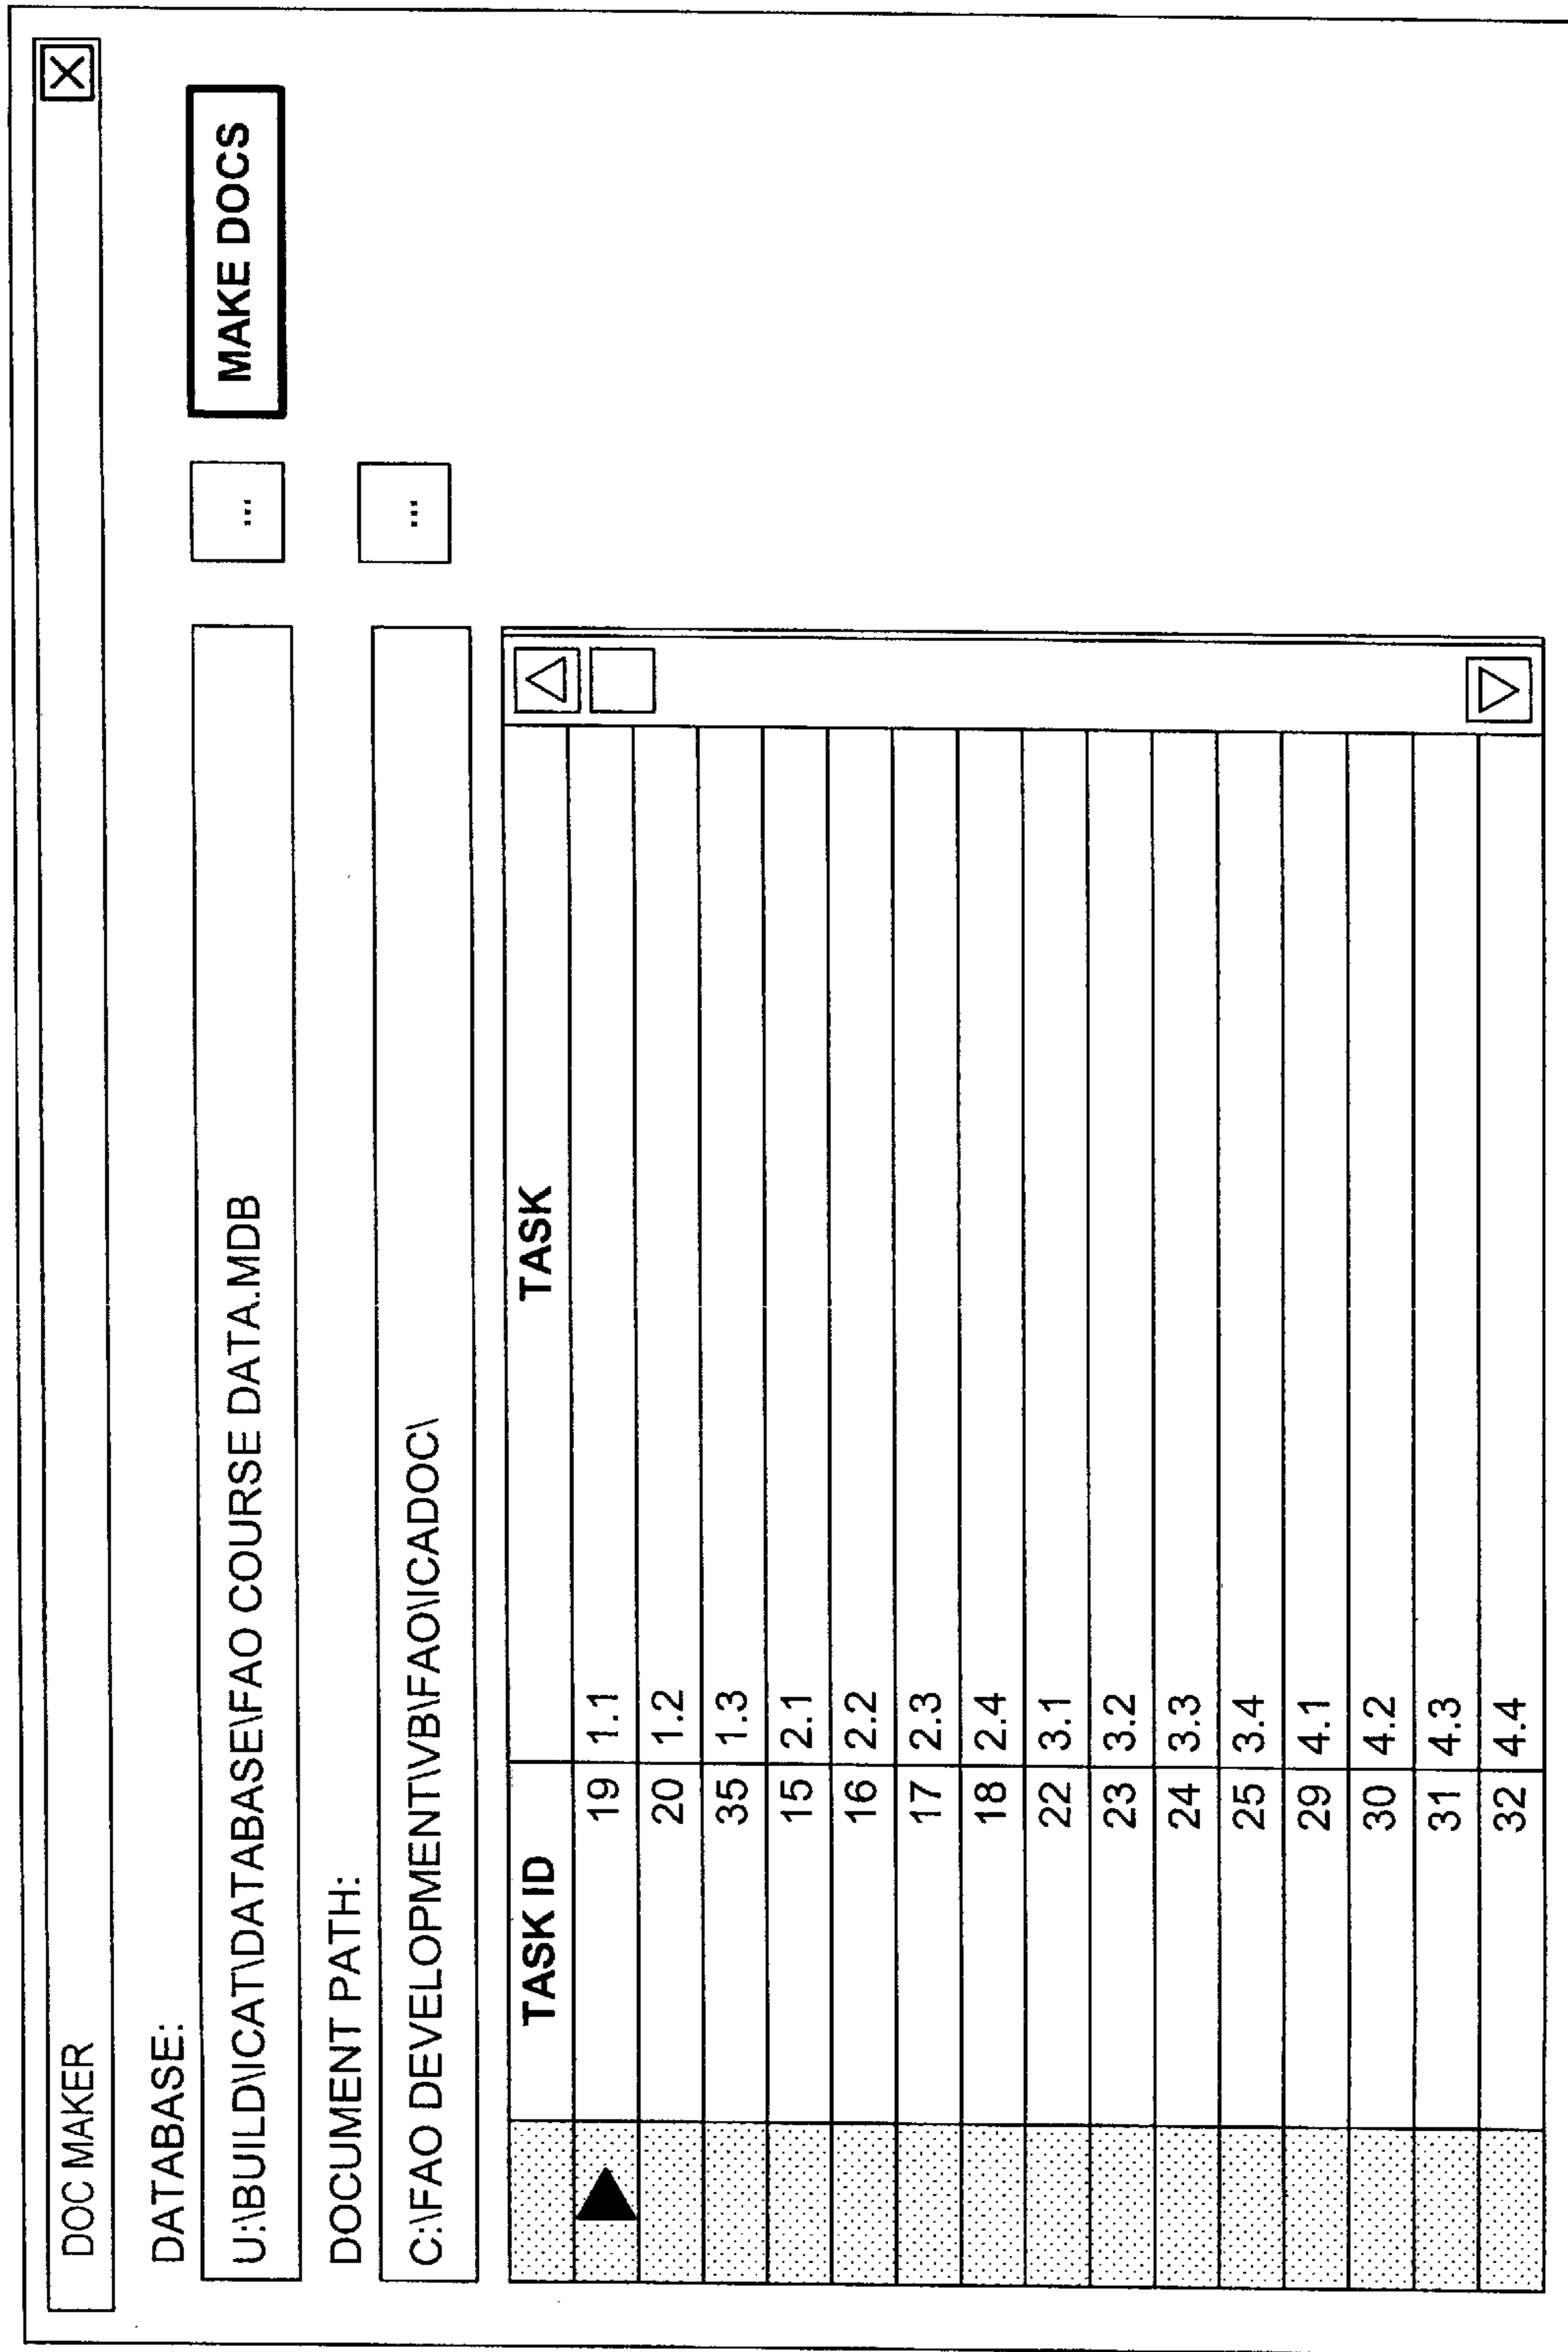 DOC MAKER
DATABASE:
U:\BUILD\ICAT\DATABASE\FAO COURSE DATA.MDB ... MAKE DOCS
DOCUMENT PATH:
C:\FAO DEVELOPMENT\VB\FAO\ICADOC\ ...
TASK ID TASK
19 1.1
20 1.2
35 1.3
15 2.1
16 2.2
17 2.3
18 2.4
22 3.1
23 3.2
24 3.3
25 3.4
29 4.1
30 4.2
31 4.3
32 4.4